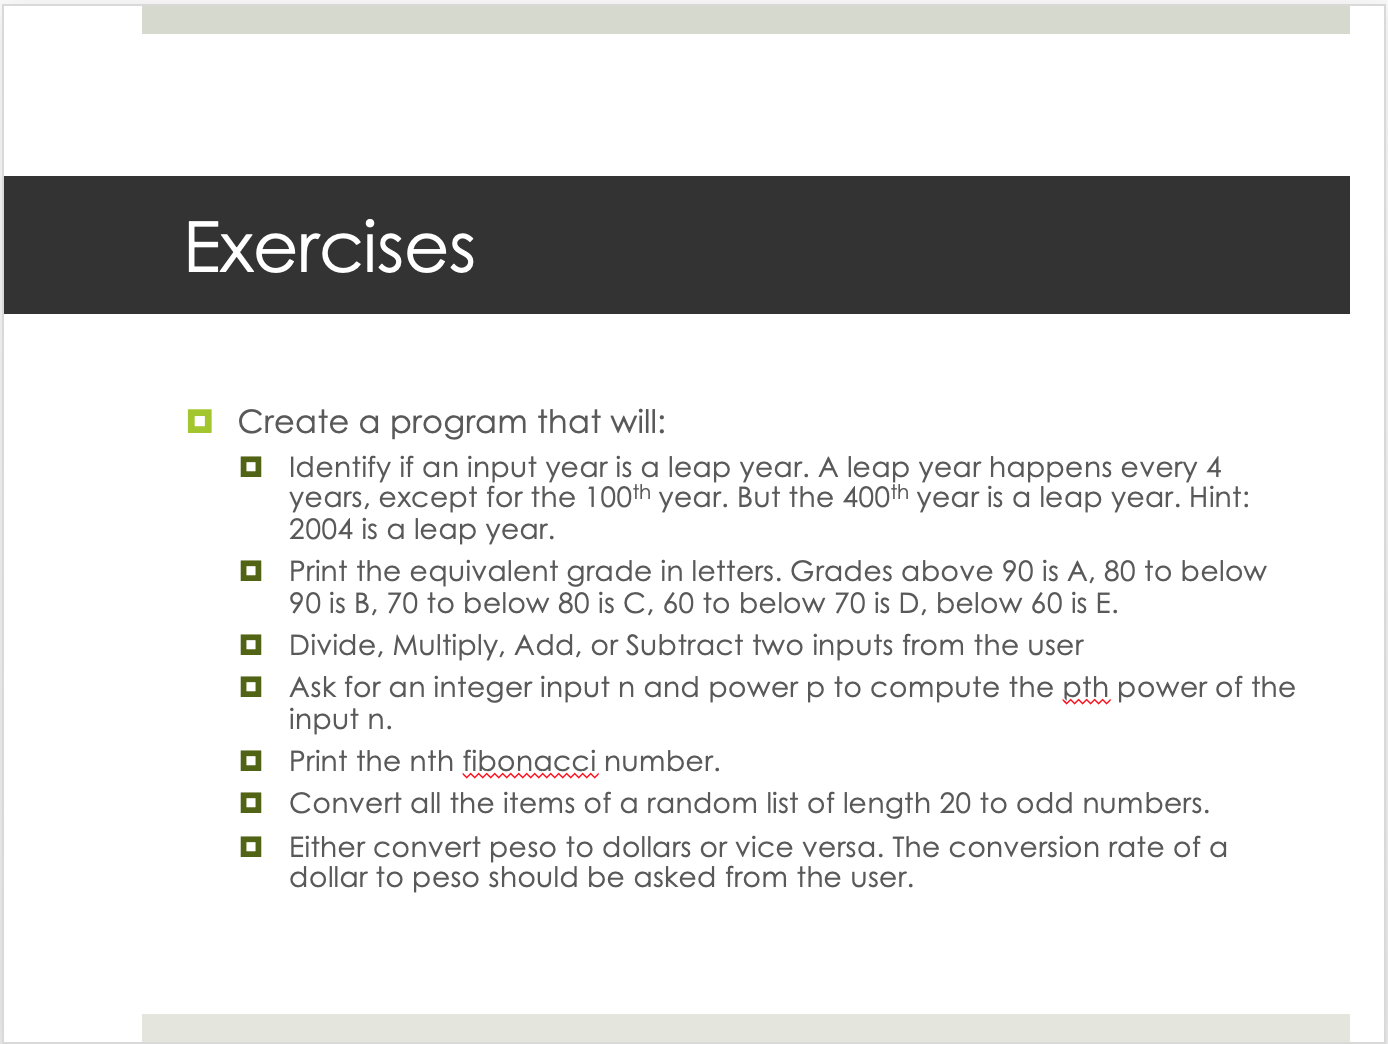 Exercises
Create a program that will:
Identify if an input year is a leap year. A leap year happens every 4
years, except for the 100th year. But the 400th year is a leap year. Hint:
2004 is a leap year.
Print the equivalent grade in letters. Grades above 90 is A, 80 to below
90 is B, 70 to below 80 is C, 60 to below 70 is D, below 60 is E.
Divide, Multiply, Add, or Subtract two inputs from the user
Ask for an integer input n and power p to compute the pth power of the
input n.
Print the nth fibonacci number.
Convert all the items of a random list of length 20 to odd numbers.
Either convert peso to dollars or vice versa. The conversion rate of a
dollar to peso should be asked from the user.